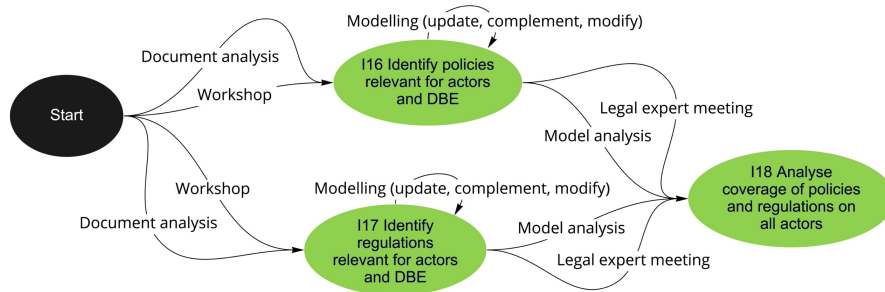 Modelling (update, complement, modify)
Document analysis
I16 Identify policies
relevant for actors
and DBE
Workshop
Start
Legal expert meeting
Model analysis
Workshop
Modelling (update, complement, modify)
I18 Analyse
coverage of policies
and regulations on
all actors
Document analysis
I17 Identify
regulations
relevant for actors
and DBE
Model analysis
Legal expert meeting